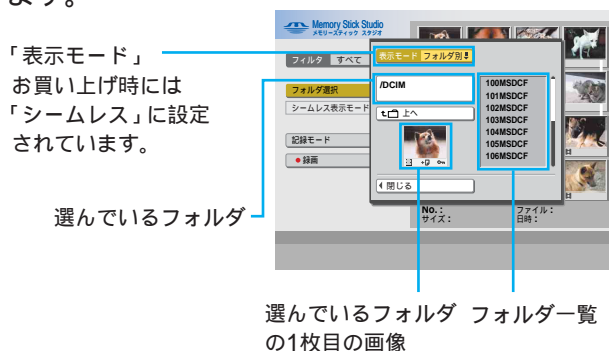 ます。
「表示モード」
お買い上げ時には
「シームレス」に設定
されています。
選んでいるフォルダ
Memory Stick Studio
メモリースティック スタジオ
フィルタ すべて
フォルダ選択
シームレス表示モード
記録モード
録画
表示モード フォルダ別
/DCIM
上へ
閉じる
100MSDCF
101MSDCF
102MSDCF
103MSDCF
104MSDCF
105MSDCF
106MSDCF
No.：
サイズ：
ファイル：
日時：
選んでいるフォルダ
の1枚目の画像
フォルダ一覧